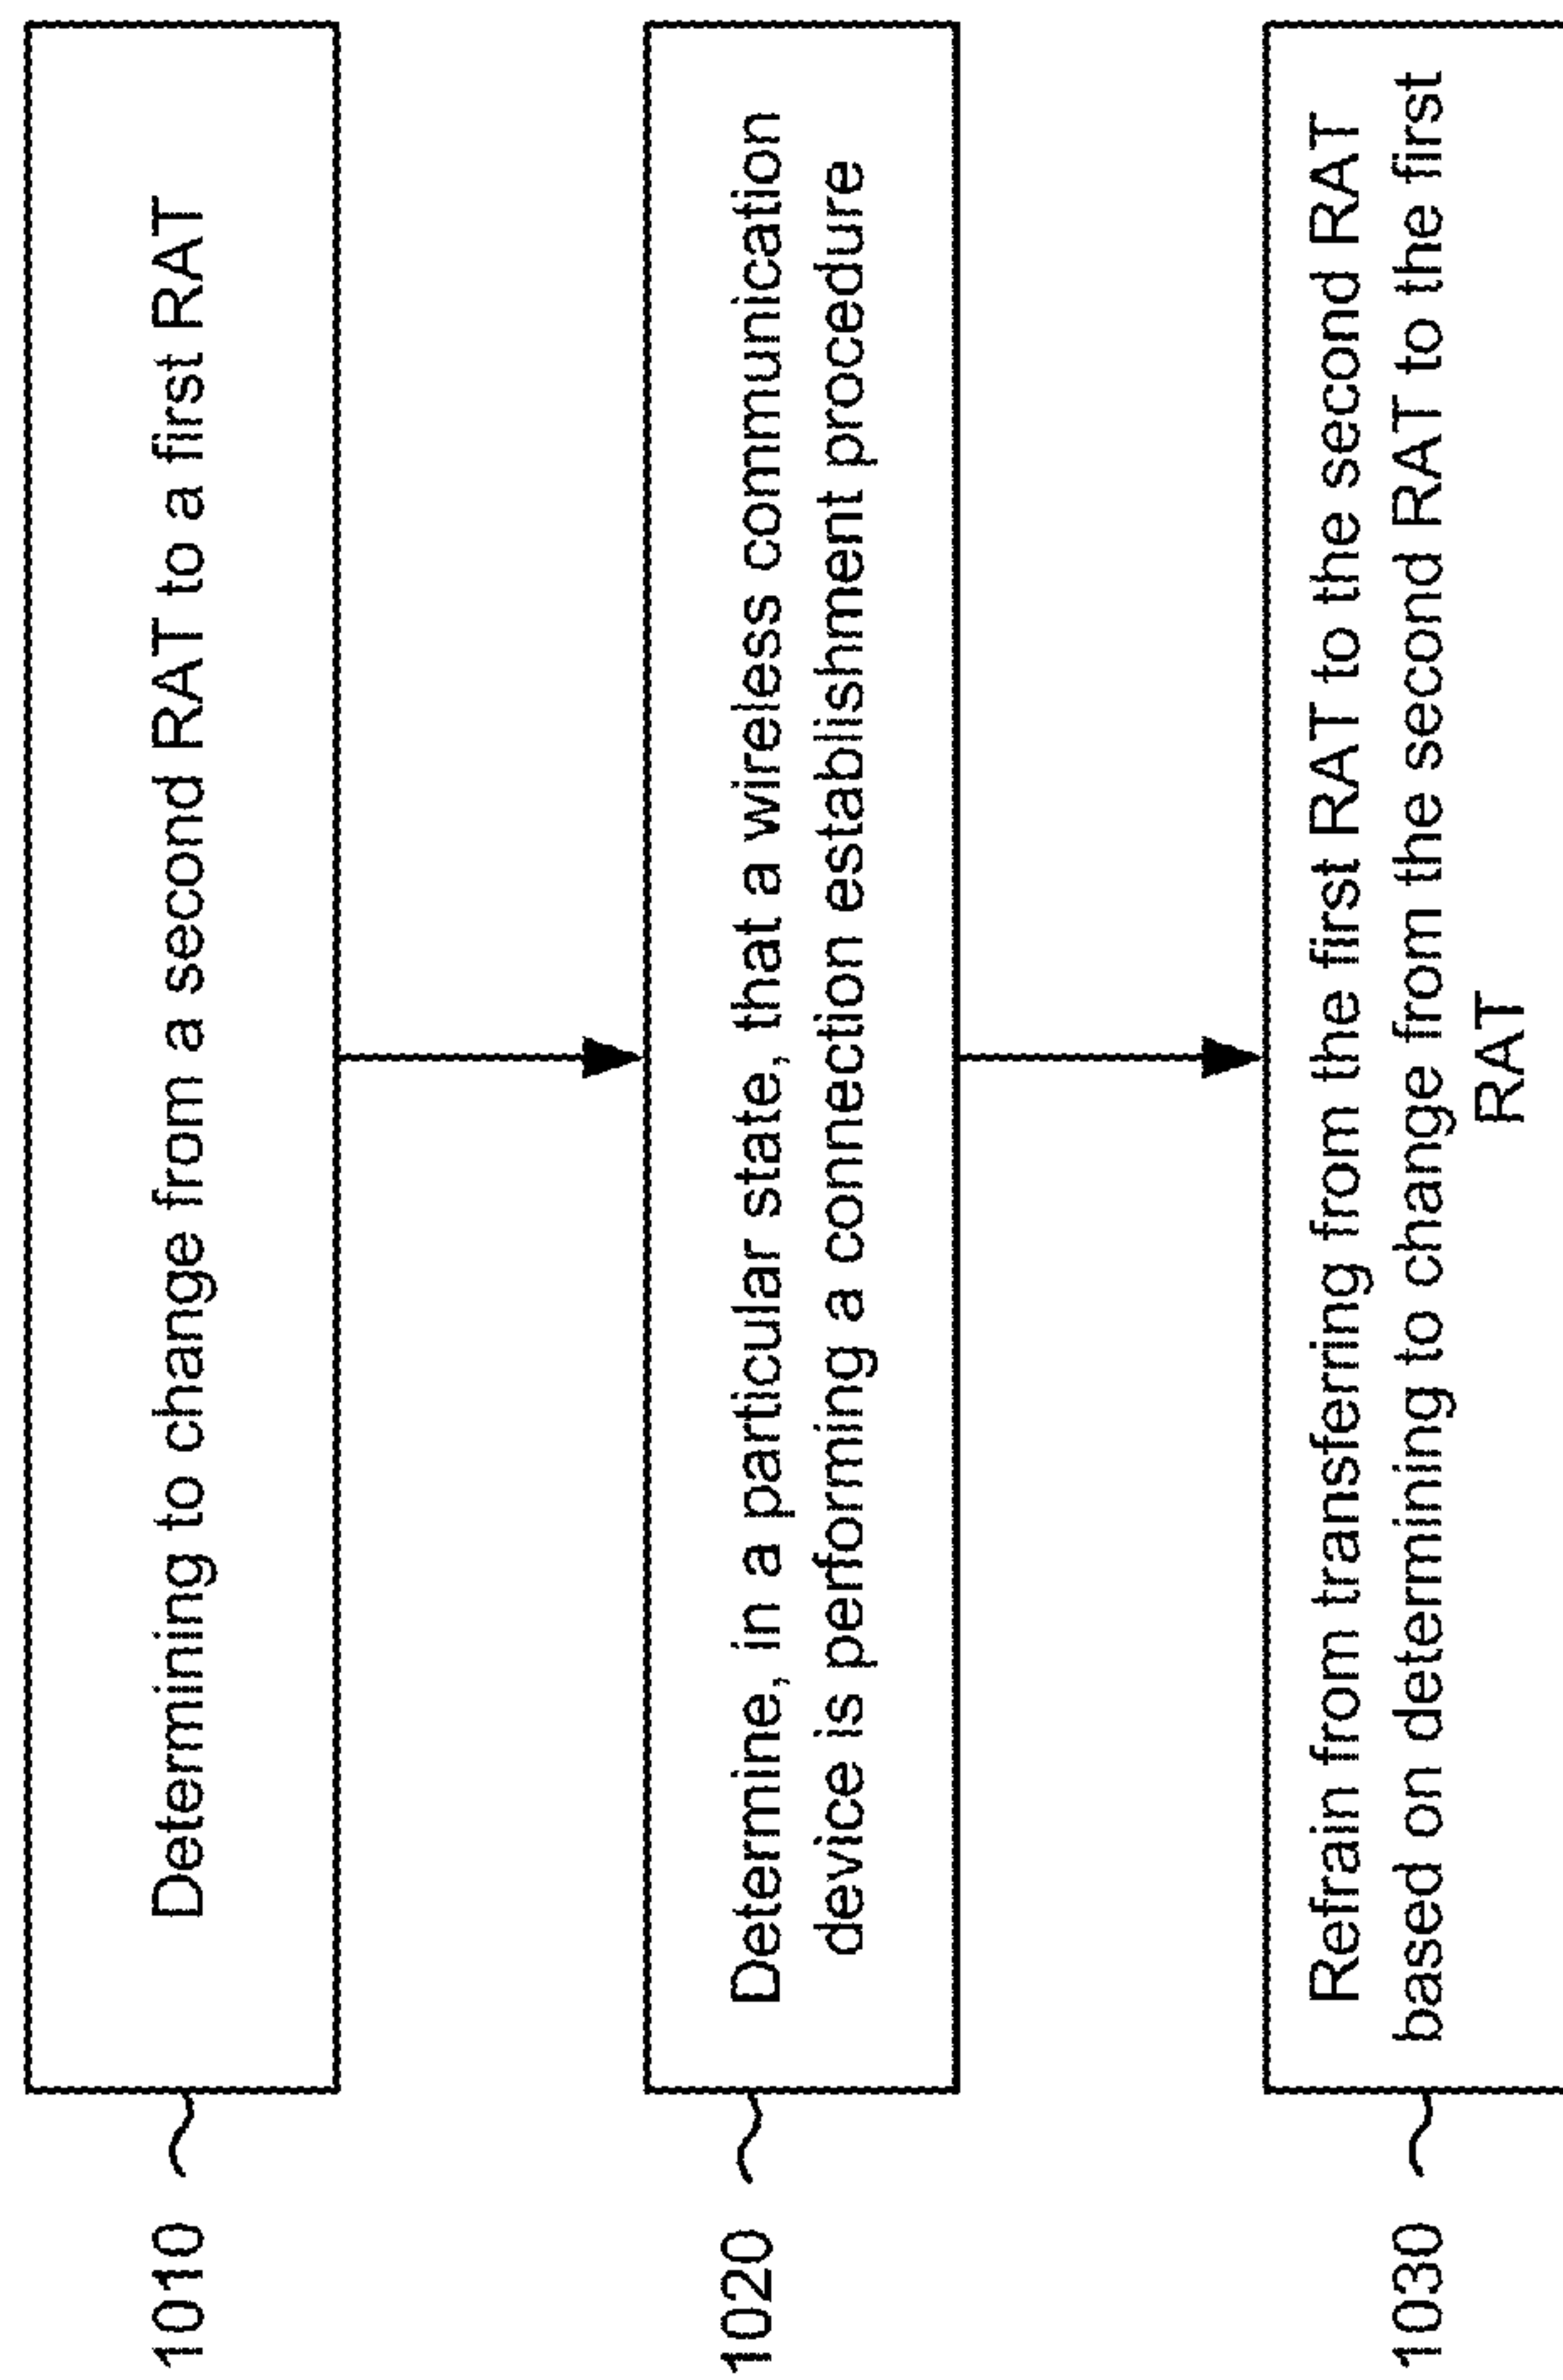 1010
Determining to change from a second RAT to a first RAT
1020
Determine, in a particular state, that a wireless communication
device is performing a connection establishment procedure
1030
Refrain from transferring from the first RAT to the second RAT
based on determining to change from the second RAT to the first
RAT